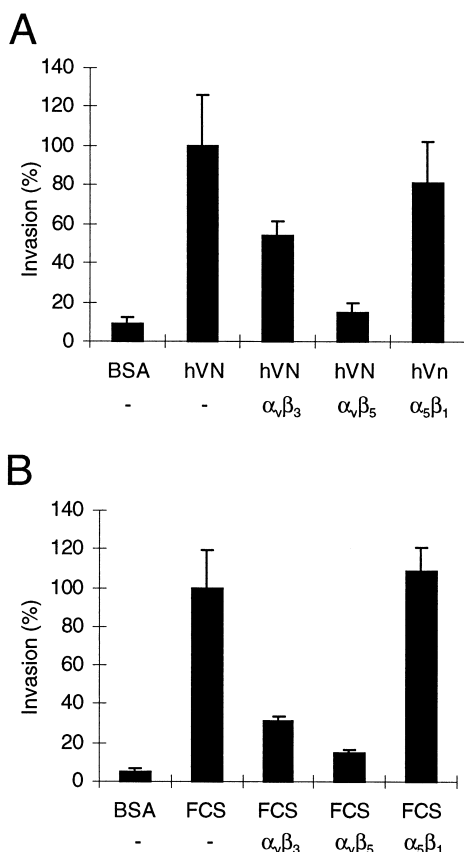 A
140
120
100
80
60
40
20
0
Invasion (%)
BSA hVN hVN hVN hVn
- - αvβ3 αvβ5 α5β1
B
140
120
100
80
60
40
20
0
Invasion (%)
BSA FCS FCS FCS FCS
- - αvβ3 αvβ5 α5β1